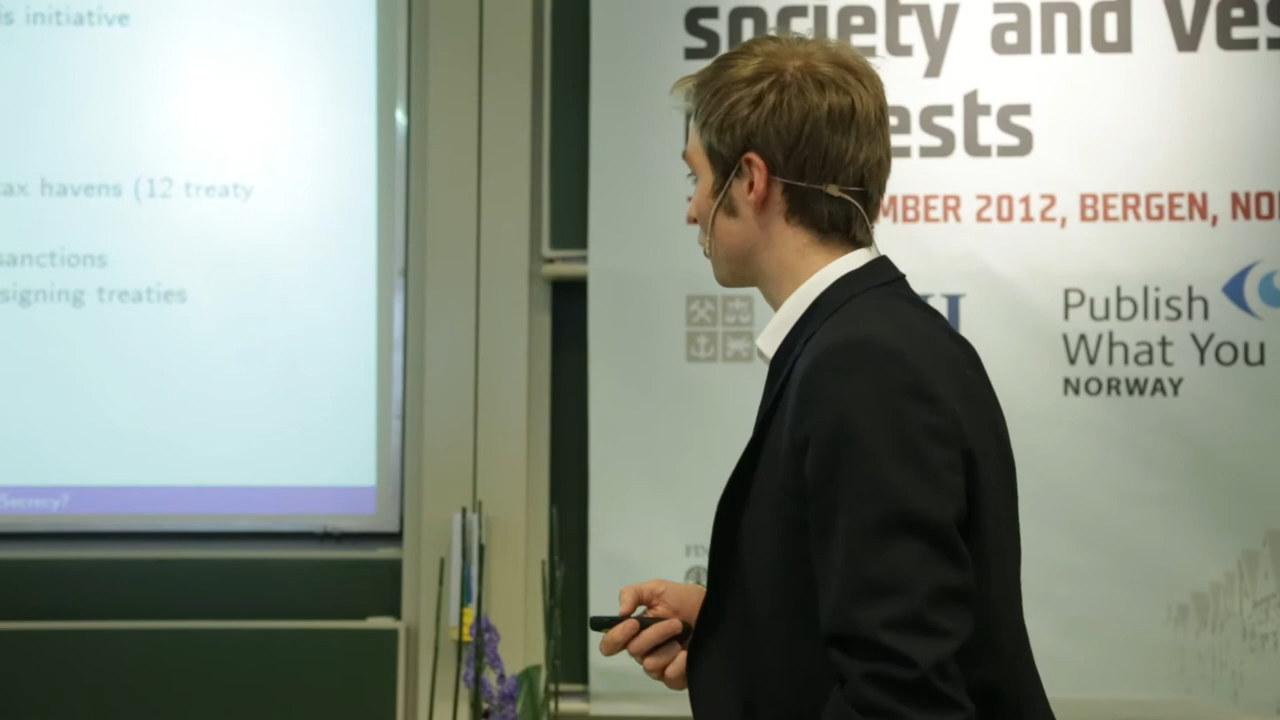 is initiative
ax havens (12 treaty
sanctions
signing treaties
Secrecy?
society and Ves
ests
MBER 2012, BERGEN, NO
Publish
What You
NORWAY